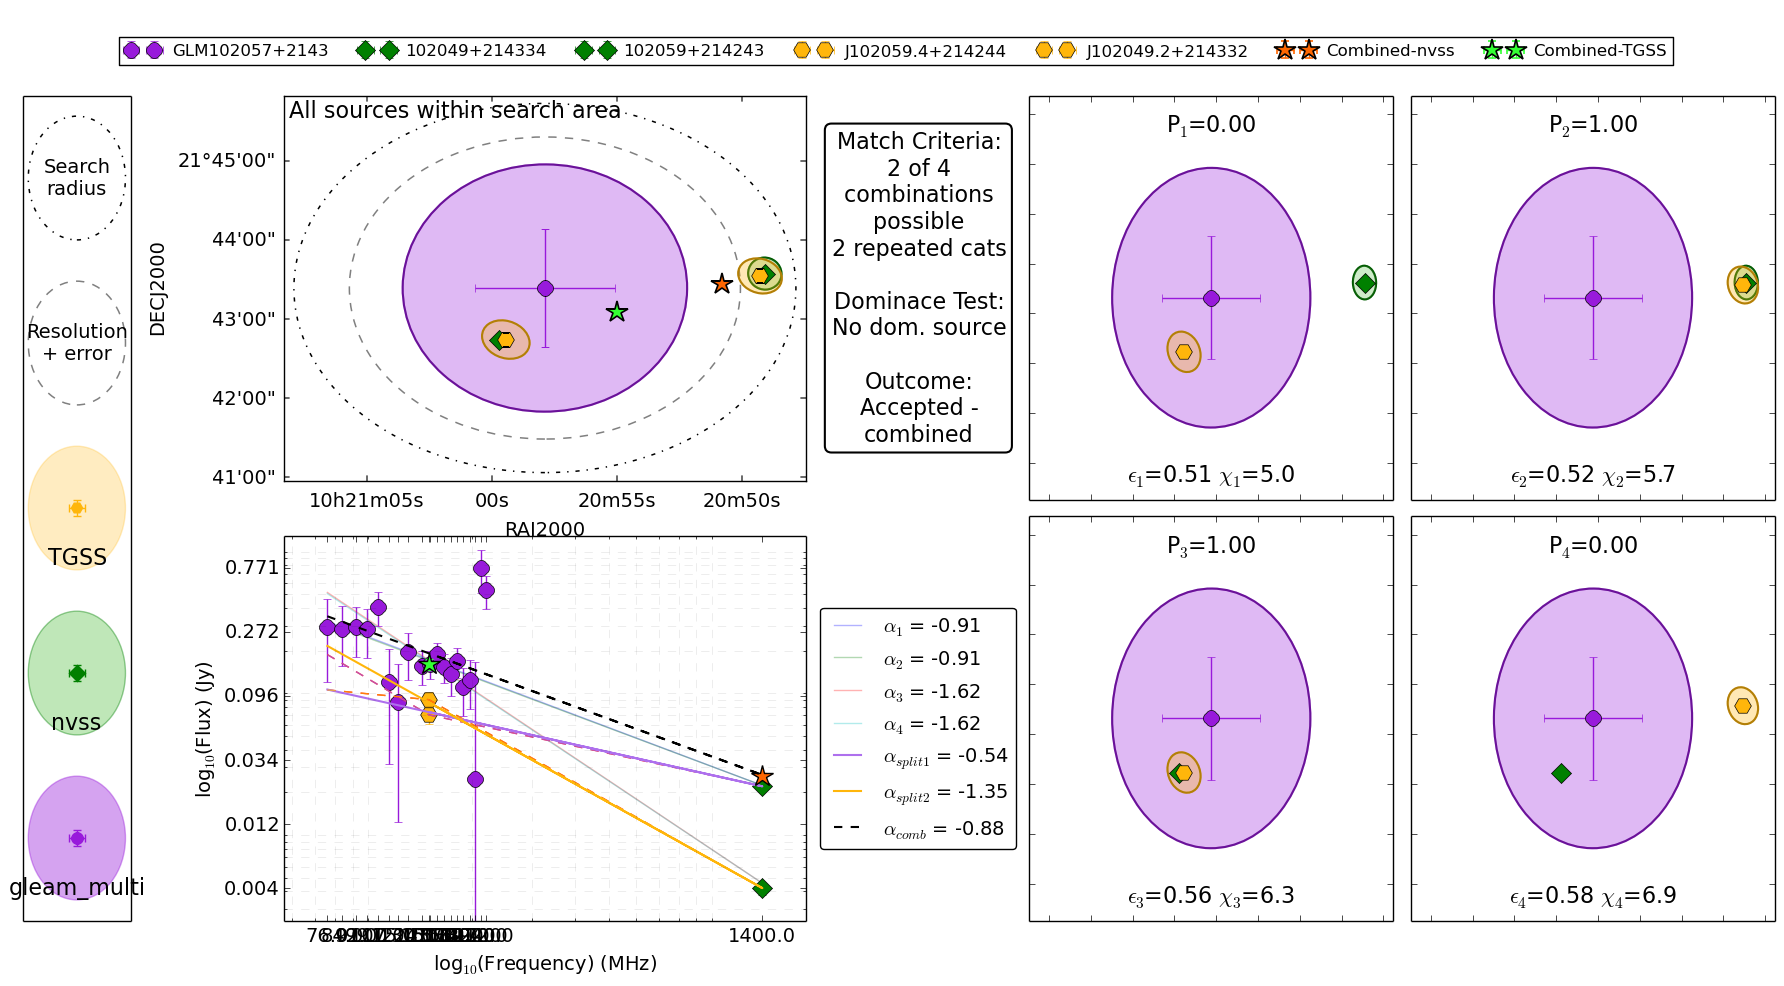 GLM102057+2143 102049+214334 102059+214243 J102059.4+214244 J102049.2+214332 Combined-nvss Combined-TGSS
Search
radius
Resolution
+ error
TGSS
nvss
gleam_multi
All sources within search area
DECJ2000
21°45'00"
44'00"
43'00"
42'00"
41'00"
10h21m05s 00s 20m55s 20m50s
RAJ2000
Match Criteria:
2 of 4
combinations
possible
2 repeated cats
Dominace Test:
No dom. source
Outcome:
Accepted -
combined
P1=0.00
ϵ1=0.51 χ1=5.0
P2=1.00
ϵ2=0.52 χ2=5.7
log10(Flux) (Jy)
0.771
0.272
0.096
0.034
0.012
0.004
1400.0
log10(Frequency) (MHz)
α1 = -0.91
α2 = -0.91
α3 = -1.62
α4 = -1.62
αsplit1 = -0.54
αsplit2 = -1.35
αcomb = -0.88
P3=1.00
ϵ3=0.56 χ3=6.3
P4=0.00
ϵ4=0.58 χ4=6.9